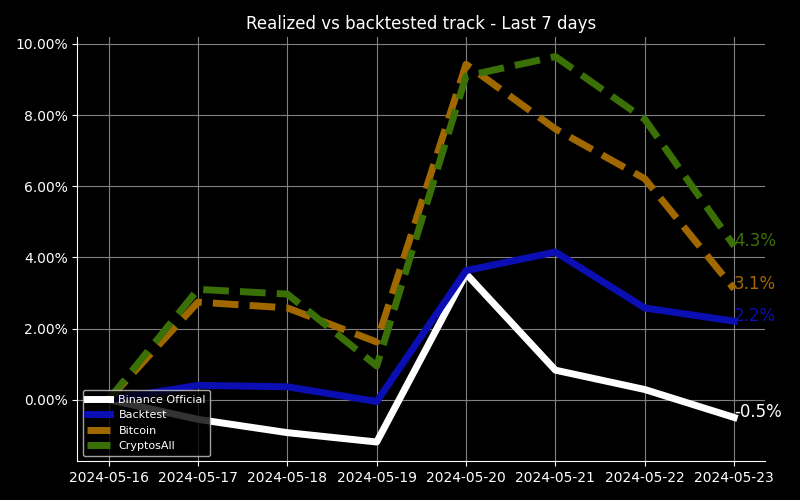 Realized vs backtested track - Last 7 days
10.00%
8.00%
6.00%
4.00%
2.00%
0.00%
4.3%
3.1%
2.2%
-0.5%
Binance Official
Backtest
Bitcoin
CryptosAll
2024-05-16 2024-05-17 2024-05-18 2024-05-19 2024-05-20 2024-05-21 2024-05-22 2024-05-23